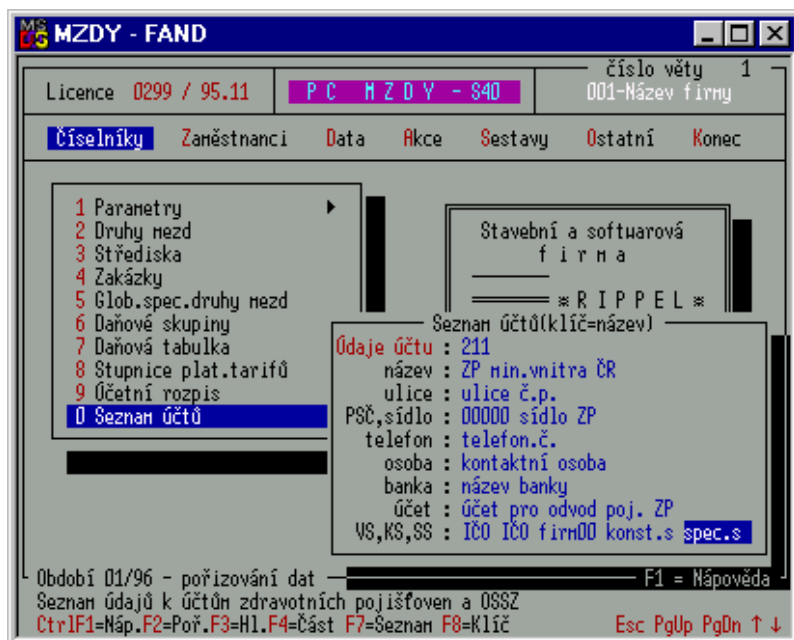 MZDY - FAND
číslo věty 1
Licence 0299 / 95.11 P C M Z D Y - S40 001-Název firmy
Číselníky Zaměstnanci Data Akce Sestavy Ostatní Konec
1 Parametry
2 Druhy mezd
3 Střediska
4 Zakázky
5 Glob.spec.druhy mezd
6 Daňové skupiny
7 Daňová tabulka
8 Stupnice plat.tarifů
9 Účetní rozpis
0 Seznam účtů
Stavební a softwarová
f i r m a
* R I P P E L *
Seznam účtů(klíč=název)
Údaje účtu : 211
název : ZP min.vnitra ČR
ulice : ulice č.p.
PSČ,sídlo : 00000 sídlo ZP
telefon : telefon.č.
osoba : kontaktní osoba
banka : název banky
účet : účet pro odvod poj. ZP
VS,KS,SS : IČO IČO firm00 konst.s spec.s
Období 01/96 - pořizování dat F1 = Nápověda
Seznam údajů k účtům zdravotních pojišťoven a OSSZ
CtrlF1=Náp.F2=Poř.F3=Hl.F4=Část F7=Seznam F8=Klíč Esc PgUp PgDn ↑ ↓